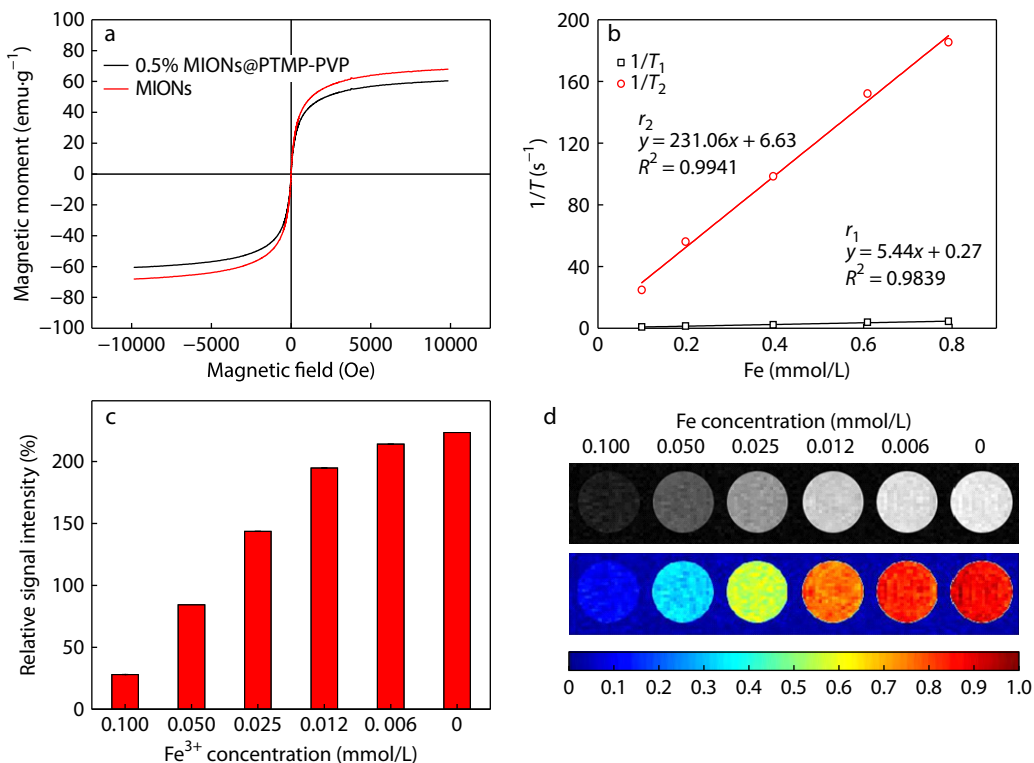 a
100
80
60
40
20
0
−20
−40
−60
−80
−100
Magnetic moment (emu·g⁻¹)
0.5% MIONs@PTMP-PVP
MIONs
−10000 −5000 0 5000 10000
Magnetic field (Oe)
b
200
160
120
80
40
0
1/T (s⁻¹)
1/T₁
1/T₂
r₂
y = 231.06x + 6.63
R² = 0.9941
r₁
y = 5.44x + 0.27
R² = 0.9839
0 0.2 0.4 0.6 0.8 1.0
Fe (mmol/L)
c
200
150
100
50
0
Relative signal intensity (%)
0.100 0.050 0.025 0.012 0. 006 0
Fe³⁺ concentration (mmol/L)
d
Fe concentration (mmol/L)
0.100 0.050 0.025 0.012 0.006 0
0 0.1 0.2 0.3 0.4 0.5 0.6 0.7 0.8 0.9 1.0